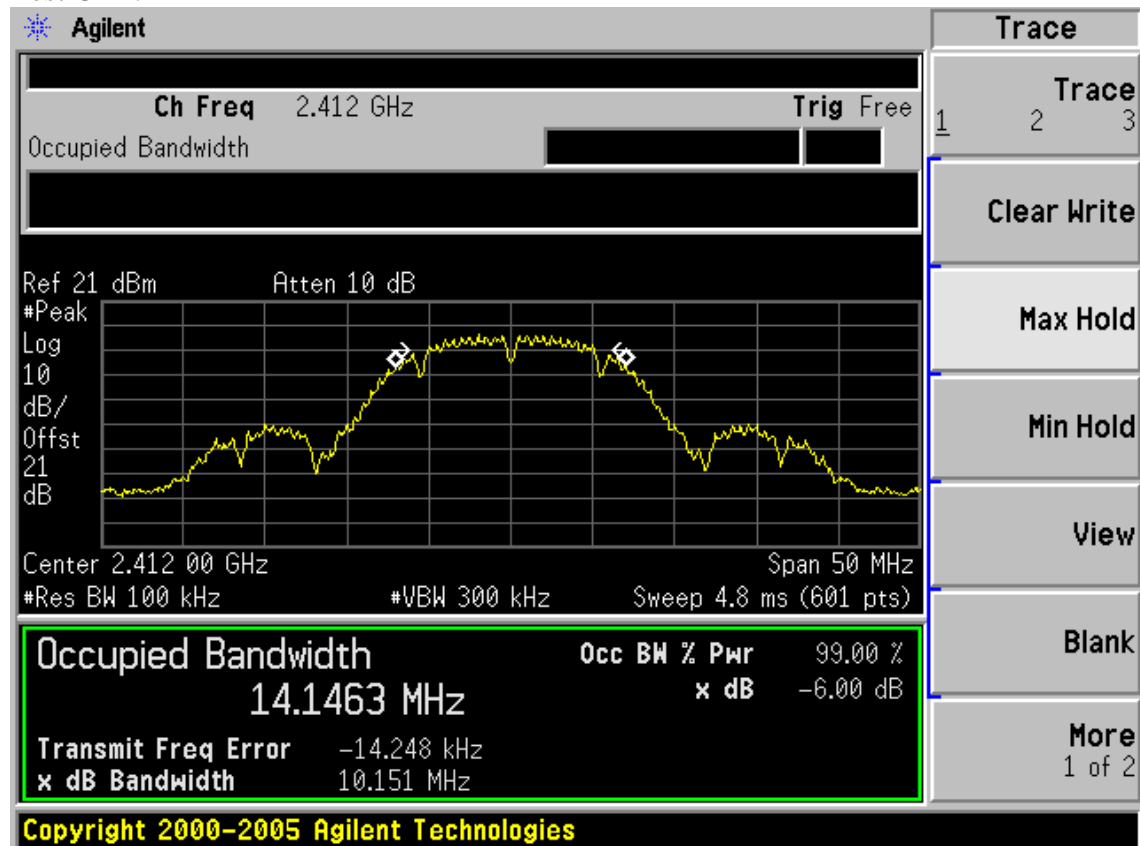 Agilent
Trace
Ch Freq 2.412 GHz Trig Free
Occupied Bandwidth
Trace
1 2 3
Clear Write
Max Hold
Min Hold
View
Blank
More
1 of 2
Ref 21 dBm Atten 10 dB
#Peak
Log
10
dB/
Offst
21
dB
Center 2.412 00 GHz Span 50 MHz
#Res BW 100 kHz #VBW 300 kHz Sweep 4.8 ms (601 pts)
Occupied Bandwidth
14.1463 MHz
Occ BW % Pwr 99.00 %
x dB -6.00 dB
Transmit Freq Error -14.248 kHz
x dB Bandwidth 10.151 MHz
Copyright 2000-2005 Agilent Technologies